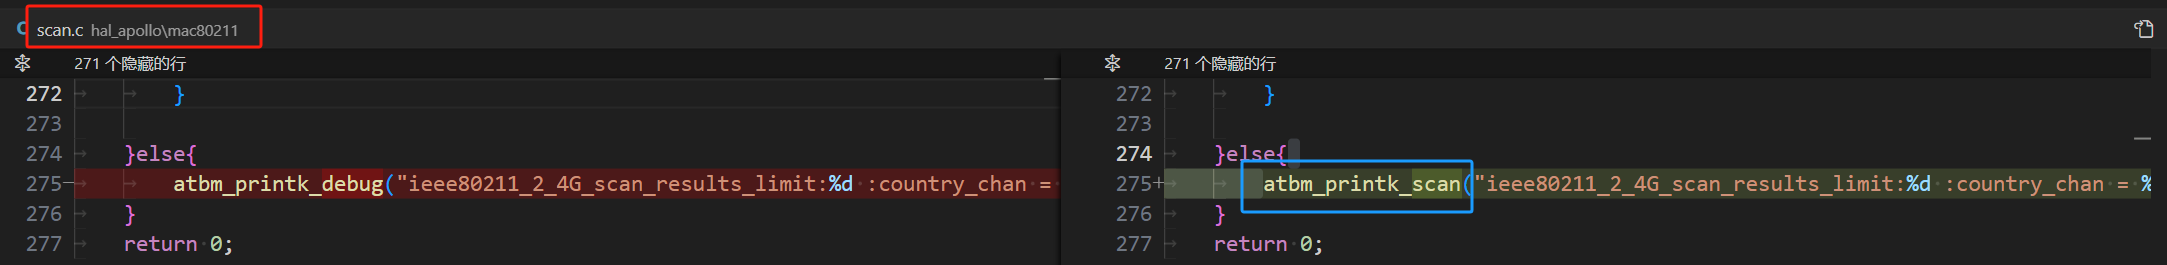 scan.c hal_apollo\mac80211
271 个隐藏的行
272 }
273
274 }else{
275 atbm_printk_debug("ieee80211_2_4G_scan_results_limit:%d :country_chan =
276 }
277 return 0;
271 个隐藏的行
272 }
273
274 }else{
275+ atbm_printk_scan("ieee80211_2_4G_scan_results_limit:%d :country_chan = %
276 }
277 return 0;